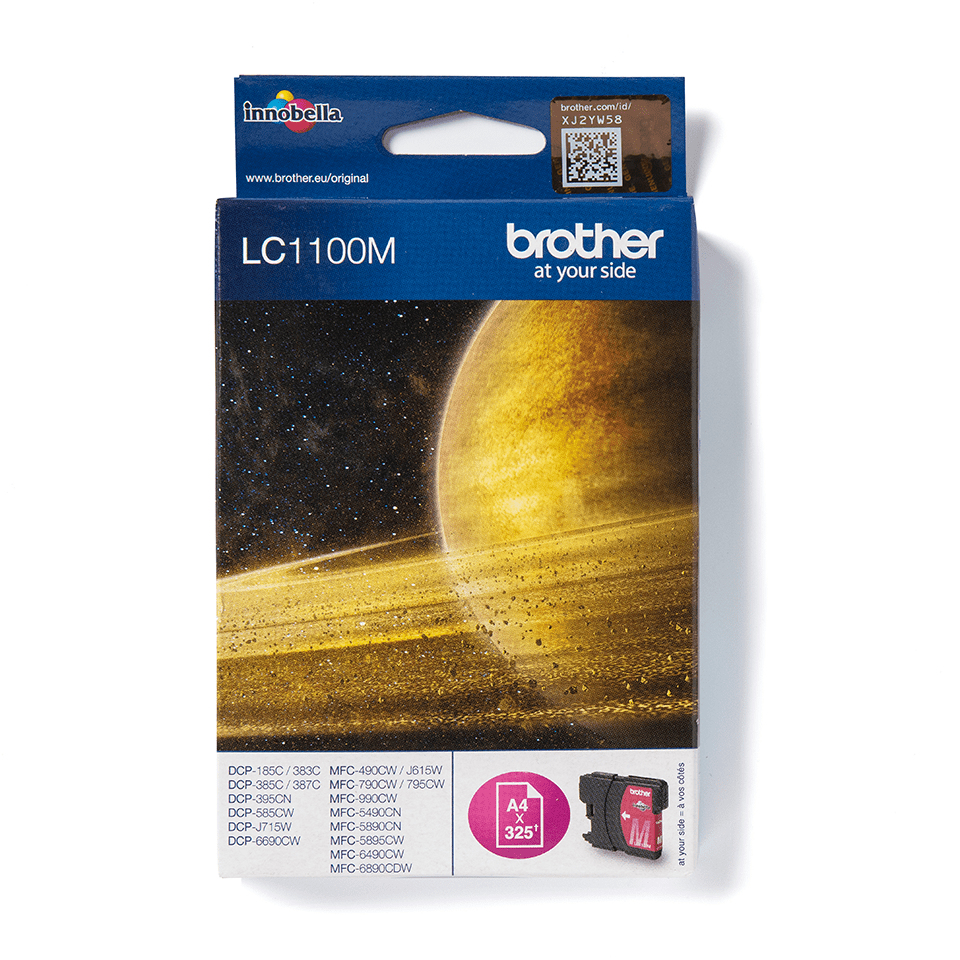 innobella
www.brother.eu/original
brother.com/id/
XJ2YW58
LC1100M
brother
at your side
DCP-185C / 383C
DCP-385C / 387C
DCP-395CN
DCP-585CW
DCP-J715W
DCP-6690CW
MFC-490CW / J615W
MFC-790CW / 795CW
MFC-990CW
MFC-5490CN
MFC-5890CN
MFC-5895CW
MFC-6490CW
MFC-6890CDW
A4
X
325†
brother
innobella
M
at your side = à vos côtés